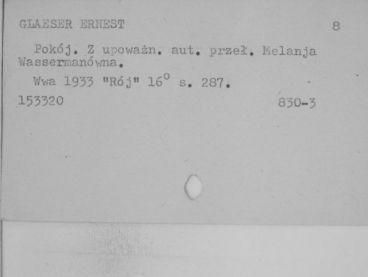 GLAESER ERNEST 8
Pokój. Z upoważn. aut. przeł. Melanja
Wassermanówna.
Wwa 1933 "Rój" 16° s. 287.
153320 830-3